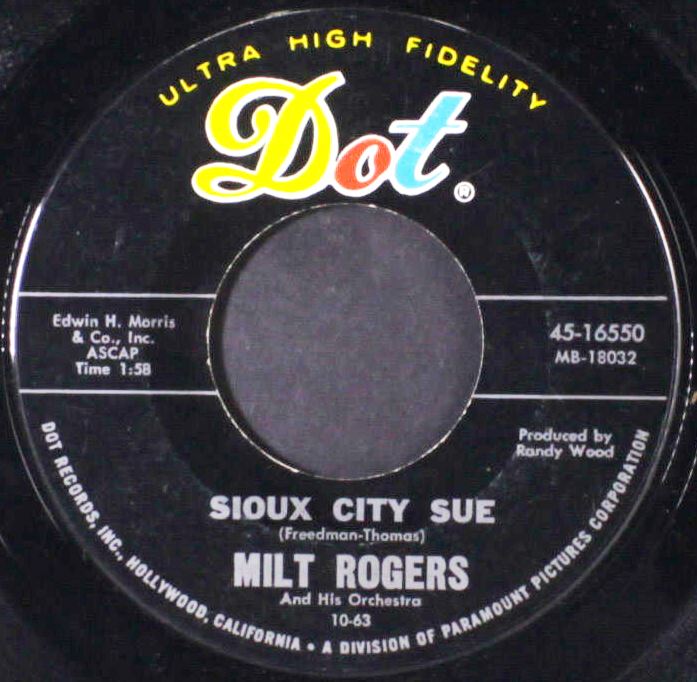 ULTRA HIGH FIDELITY
Dot®
Edwin H. Morris
& Co., Inc.
ASCAP
Time 1:58
45-16550
MB-18032
Produced by
Randy Wood
SIOUX CITY SUE
(Freedman-Thomas)
MILT ROGERS
And His Orchestra
10-63
DOT RECORDS, INC., HOLLYWOOD, CALIFORNIA • A DIVISION OF PARAMOUNT PICTURES CORPORATION